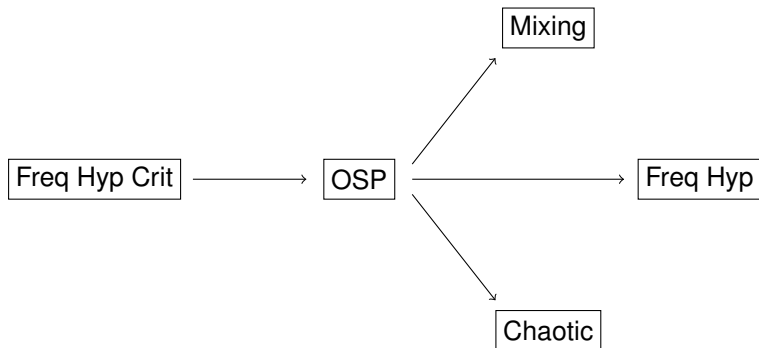 Mixing
Freq Hyp Crit
OSP
Freq Hyp
Chaotic